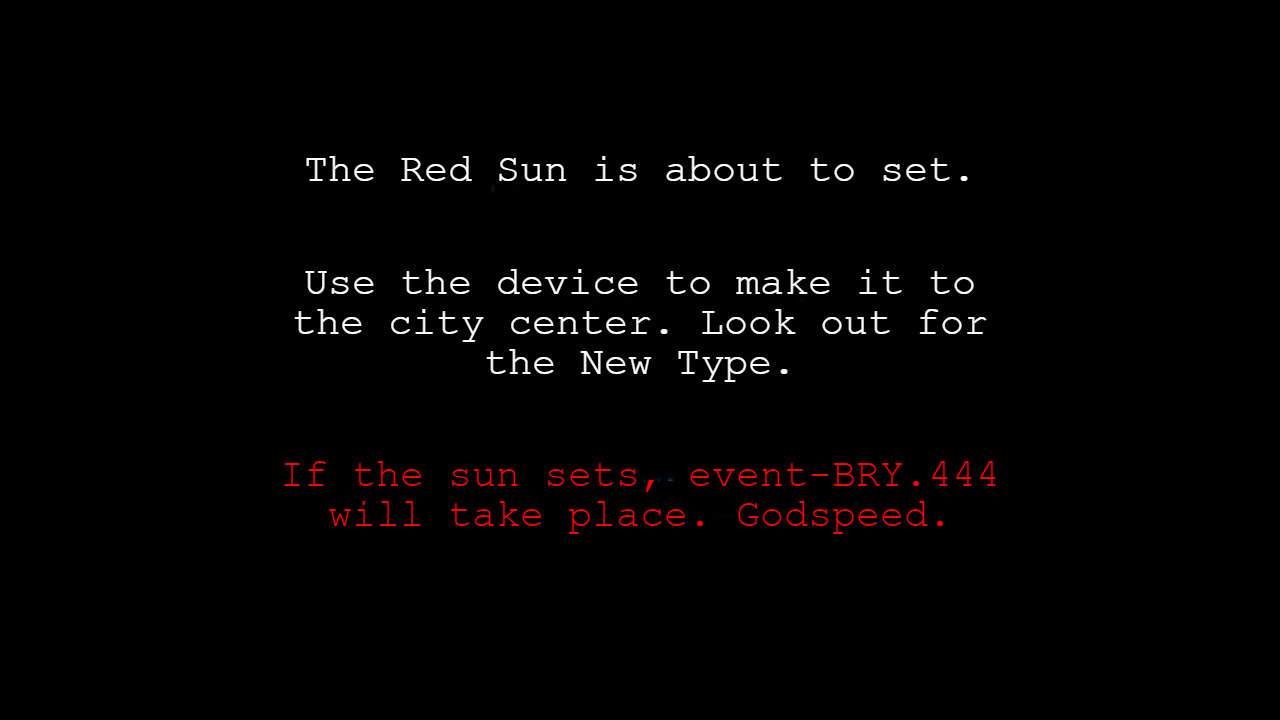 The Red Sun is about to set.
Use the device to make it to
the city center. Look out for
the New Type.
If the sun sets, event-BRY.444
will take place. Godspeed.